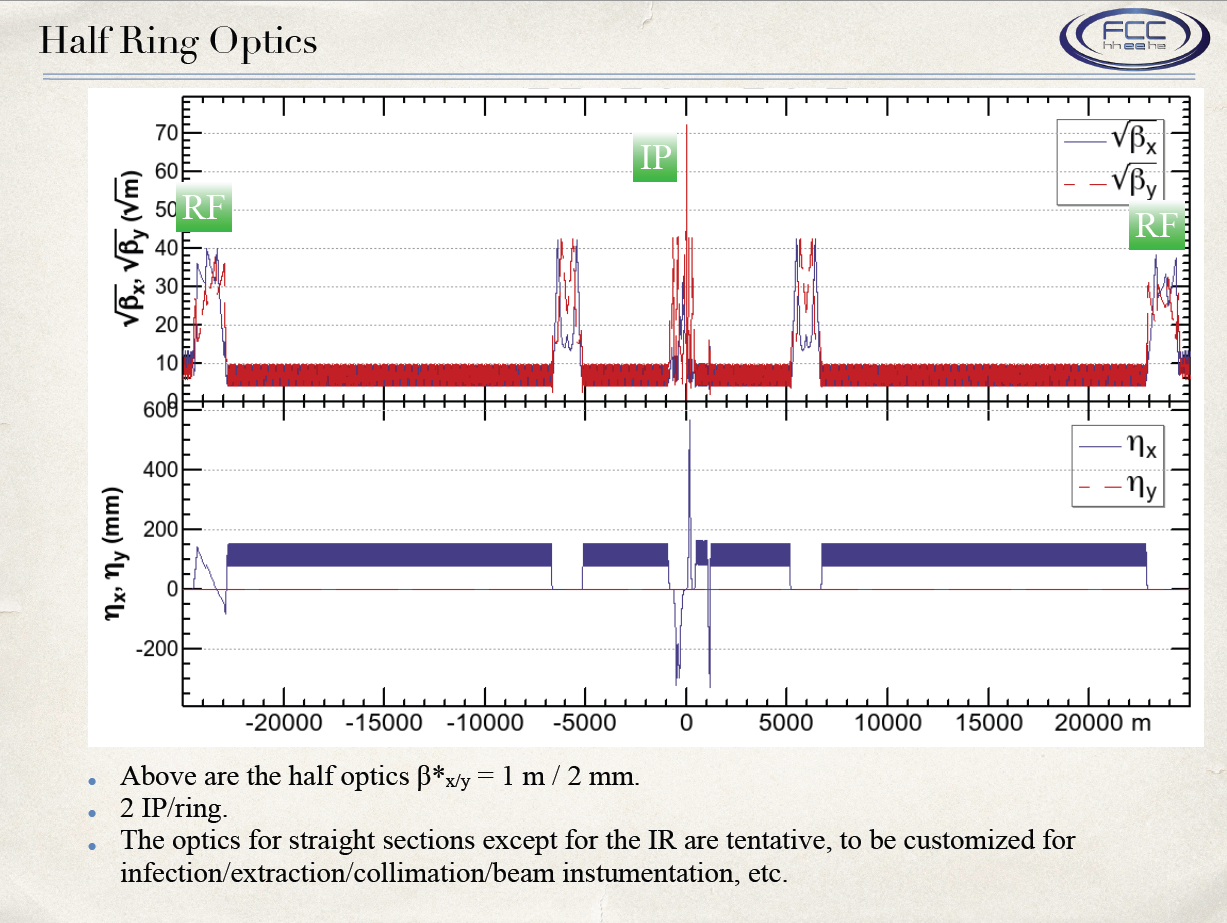 Half Ring Optics
FCC
hh ee he
70
60
50
40
30
20
10
0
√βx, √βy (√m)
RF
IP
√βx
√βy
RF
600
400
200
0
-200
ηx, ηy (mm)
ηx
ηy
-20000 -15000 -10000 -5000 0 5000 10000 15000 20000 m
• Above are the half optics β*x/y = 1 m / 2 mm.
• 2 IP/ring.
• The optics for straight sections except for the IR are tentative, to be customized for
infection/extraction/collimation/beam instumentation, etc.